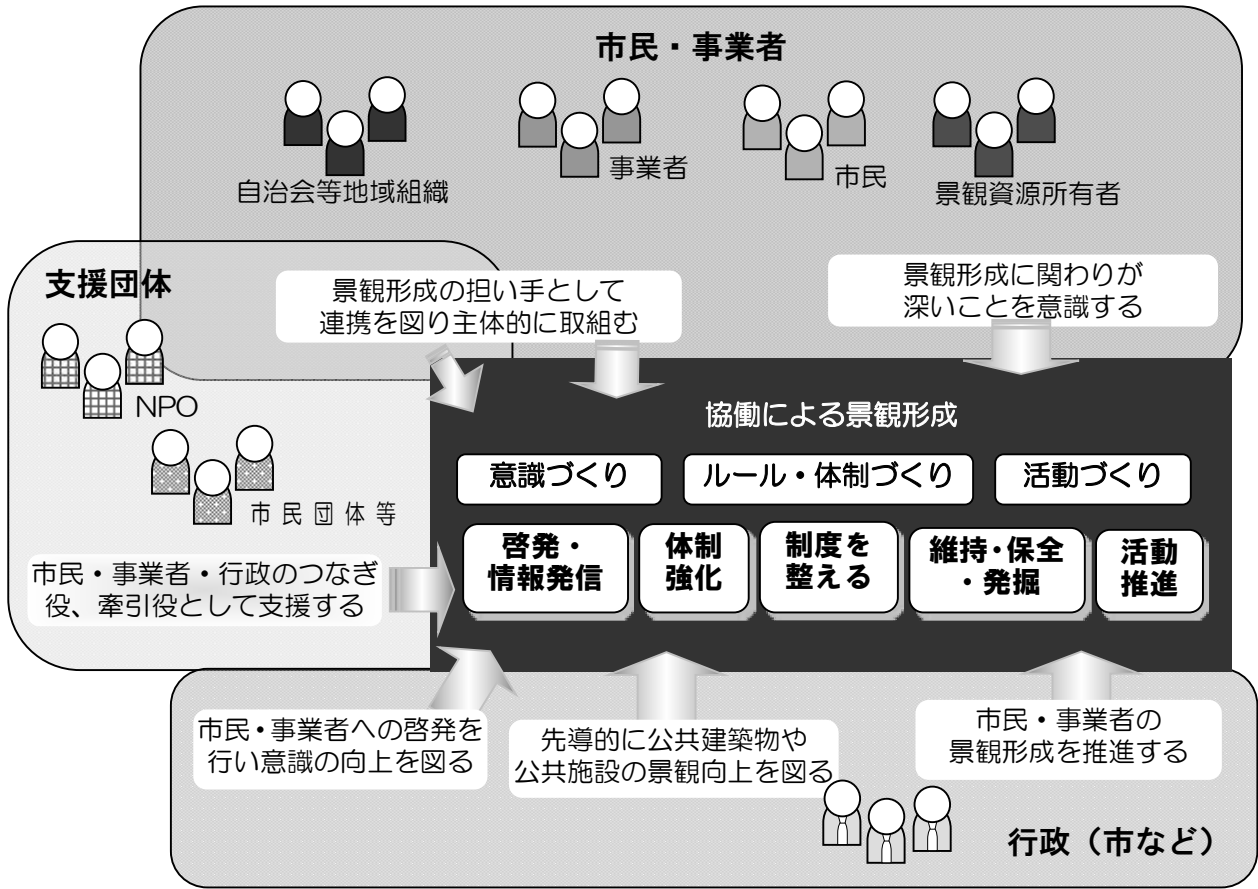 市民・事業者
自治会等地域組織
事業者
市民
景観資源所有者
支援団体
景観形成の担い手として
連携を図り主体的に取組む
景観形成に関わりが
深いことを意識する
NPO
市民団体等
協働による景観形成
意識づくり
ルール・体制づくり
活動づくり
啓発・
情報発信
体制
強化
制度を
整える
維持・保全
・発掘
活動
推進
市民・事業者・行政のつなぎ
役、牽引役として支援する
市民・事業者への啓発を
行い意識の向上を図る
先導的に公共建築物や
公共施設の景観向上を図る
市民・事業者の
景観形成を推進する
行政（市など）